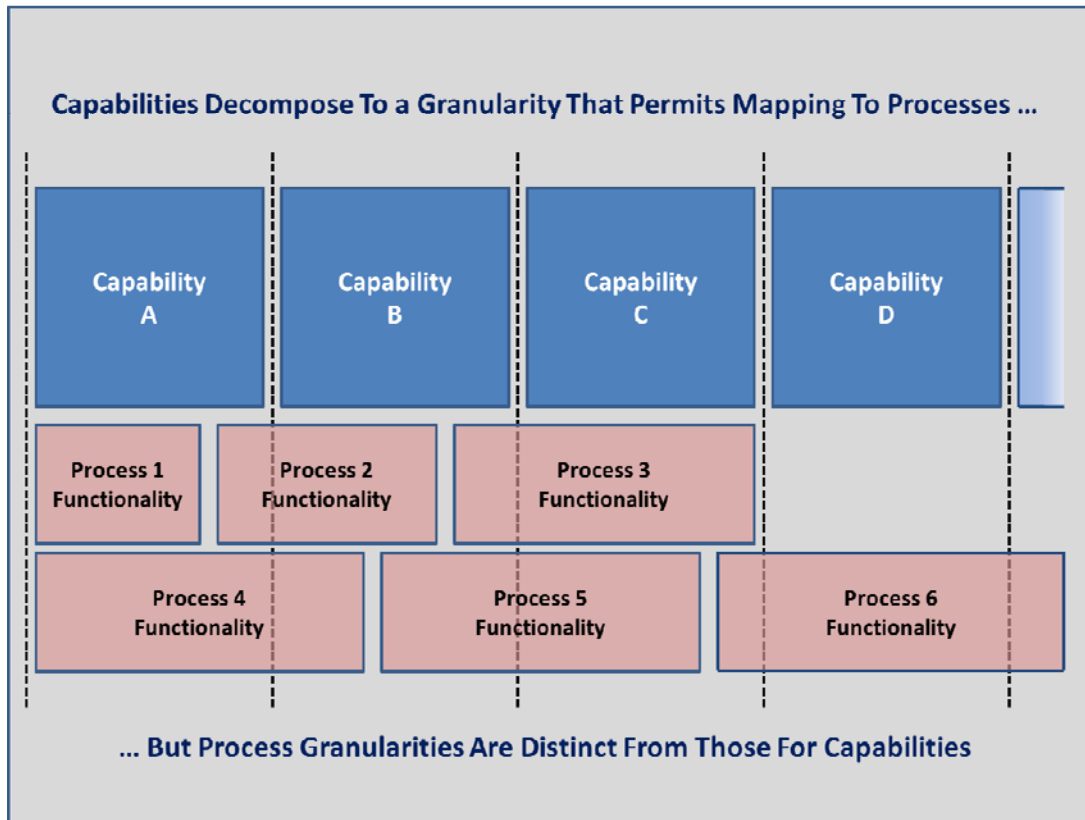 Capabilities Decompose To a Granularity That Permits Mapping To Processes ...
Capability
A
Capability
B
Capability
C
Capability
D
Process 1
Functionality
Process 2
Functionality
Process 3
Functionality
Process 4
Functionality
Process 5
Functionality
Process 6
Functionality
... But Process Granularities Are Distinct From Those For Capabilities